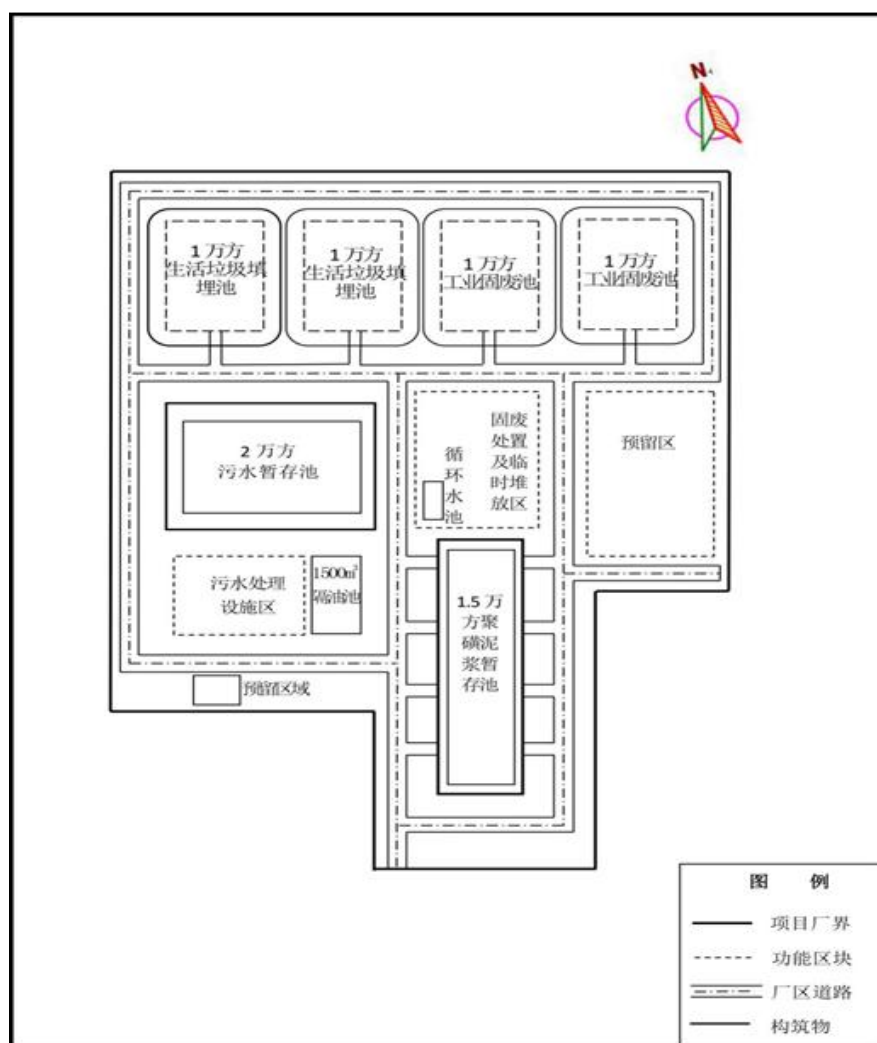 N
1 万方
生活垃圾填
埋池
1 万方
生活垃圾填
埋池
1 万方
工业固废池
1 万方
工业固废池
2 万方
污水暂存池
循环水池
固废
处置
及临
时堆
放区
预留区
污水处理
设施区
1500m³
隔油池
1.5 万
方聚
磺泥
浆暂
存池
预留区域
图 例
项目厂界
功能区块
厂区道路
构筑物